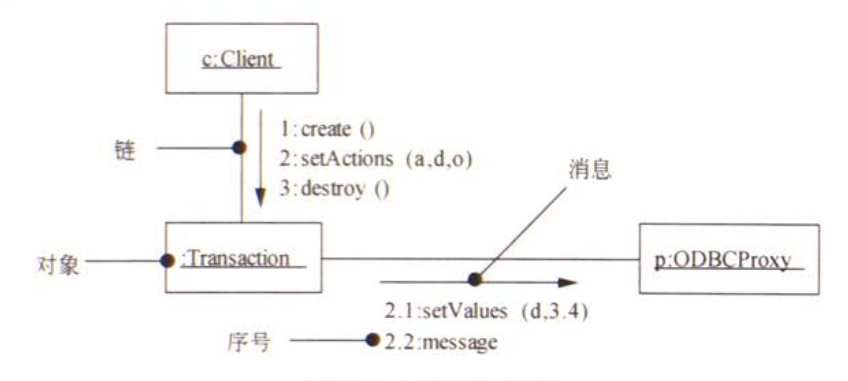 c:Client
1:create ()
2:setActions (a,d,o)
3:destroy ()
链
消息
对象
:Transaction
p:ODBCProxy
2.1:setValues (d,3.4)
序号
2.2:message